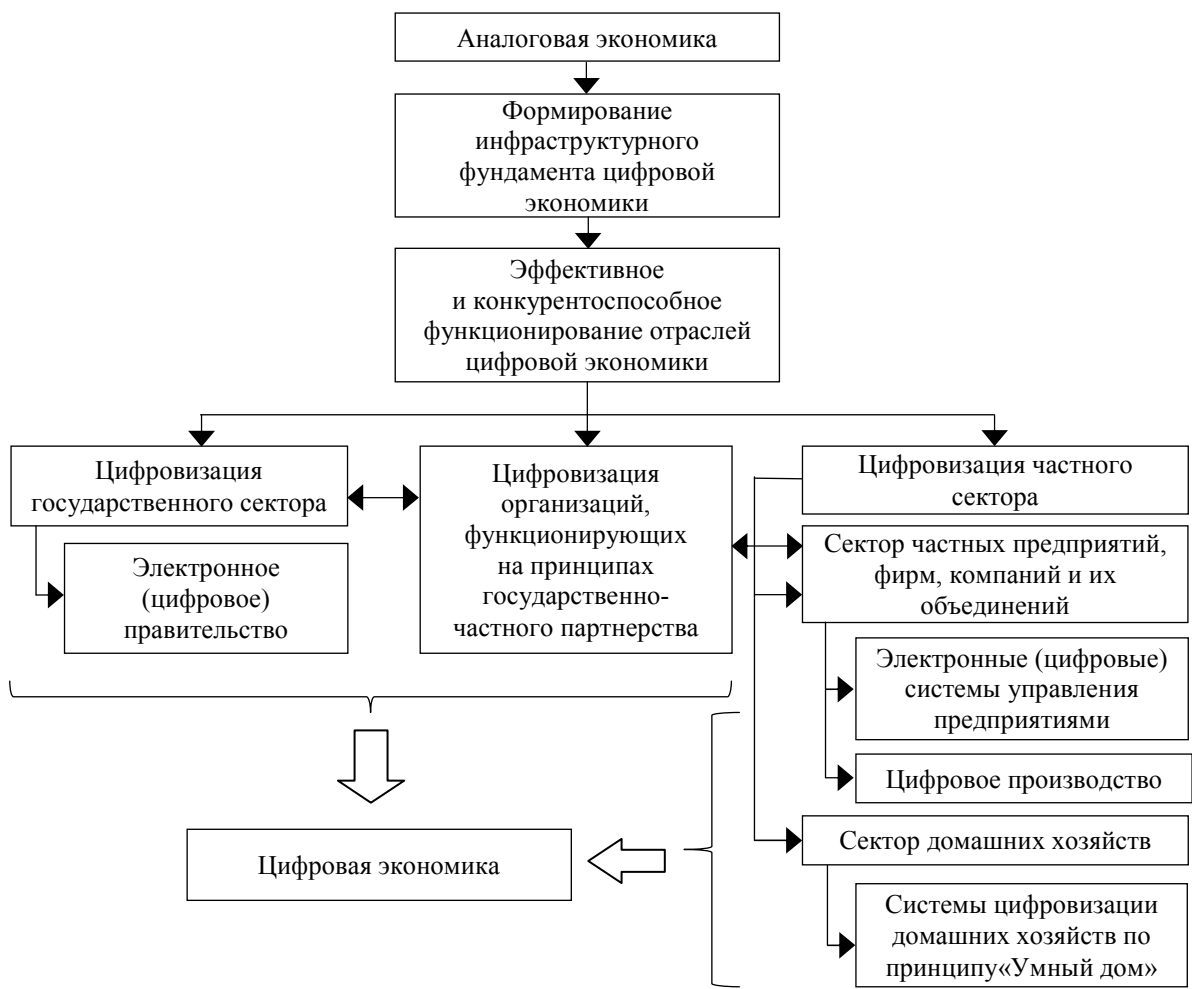 Аналоговая экономика
Формирование
инфраструктурного
фундамента цифровой
экономики
Эффективное
и конкурентоспособное
функционирование отраслей
цифровой экономики
Цифровизация
государственного сектора
Электронное
(цифровое)
правительство
Цифровизация
организаций,
функционирующих
на принципах
государственно-
частного партнерства
Цифровизация частного
сектора
Сектор частных предприятий,
фирм, компаний и их
объединений
Электронные (цифровые)
системы управления
предприятиями
Цифровое производство
Сектор домашних хозяйств
Системы цифровизации
домашних хозяйств по
принципу«Умный дом»
Цифровая экономика